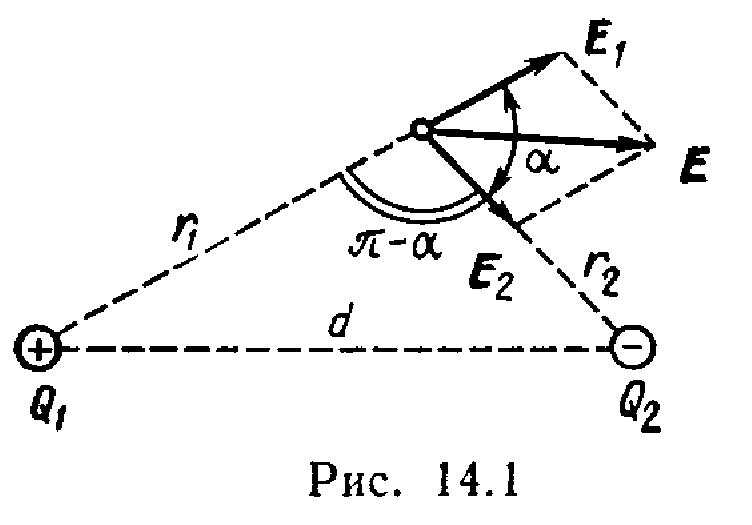 E₁
α
E
r₁
π-α
E₂
r₂
d
+
−
Q₁
Q₂
Рис. 14.1